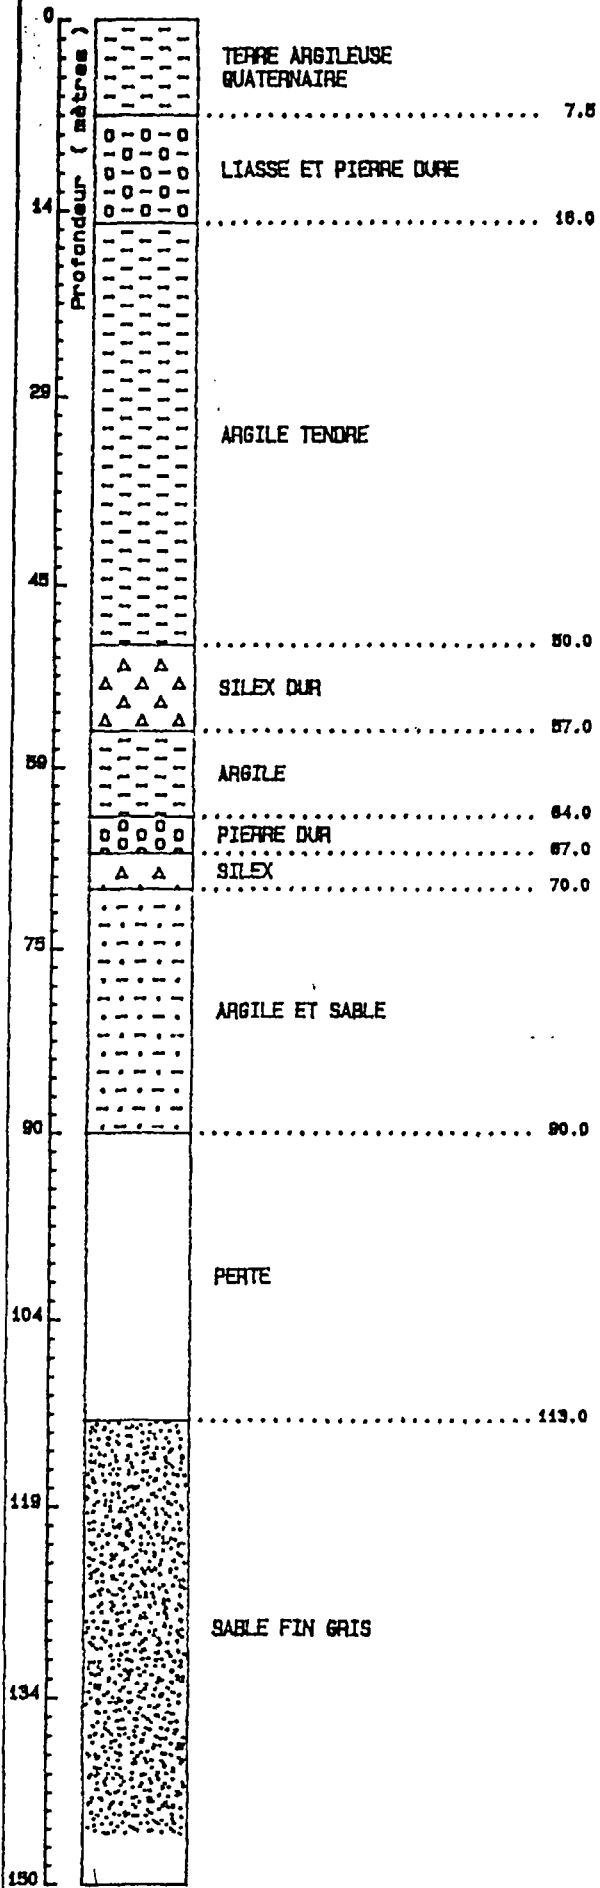 0
Profondeur ( mètres )
TERRE ARGILEUSE
QUATERNAIRE
7.5
LIASSE ET PIERRE DURE
14
16.0
29
ARGILE TENDRE
45
50.0
SILEX DUR
57.0
59
ARGILE
64.0
PIERRE DUR
67.0
SILEX
70.0
75
ARGILE ET SABLE
90
90.0
PERTE
104
113.0
119
SABLE FIN GRIS
134
150